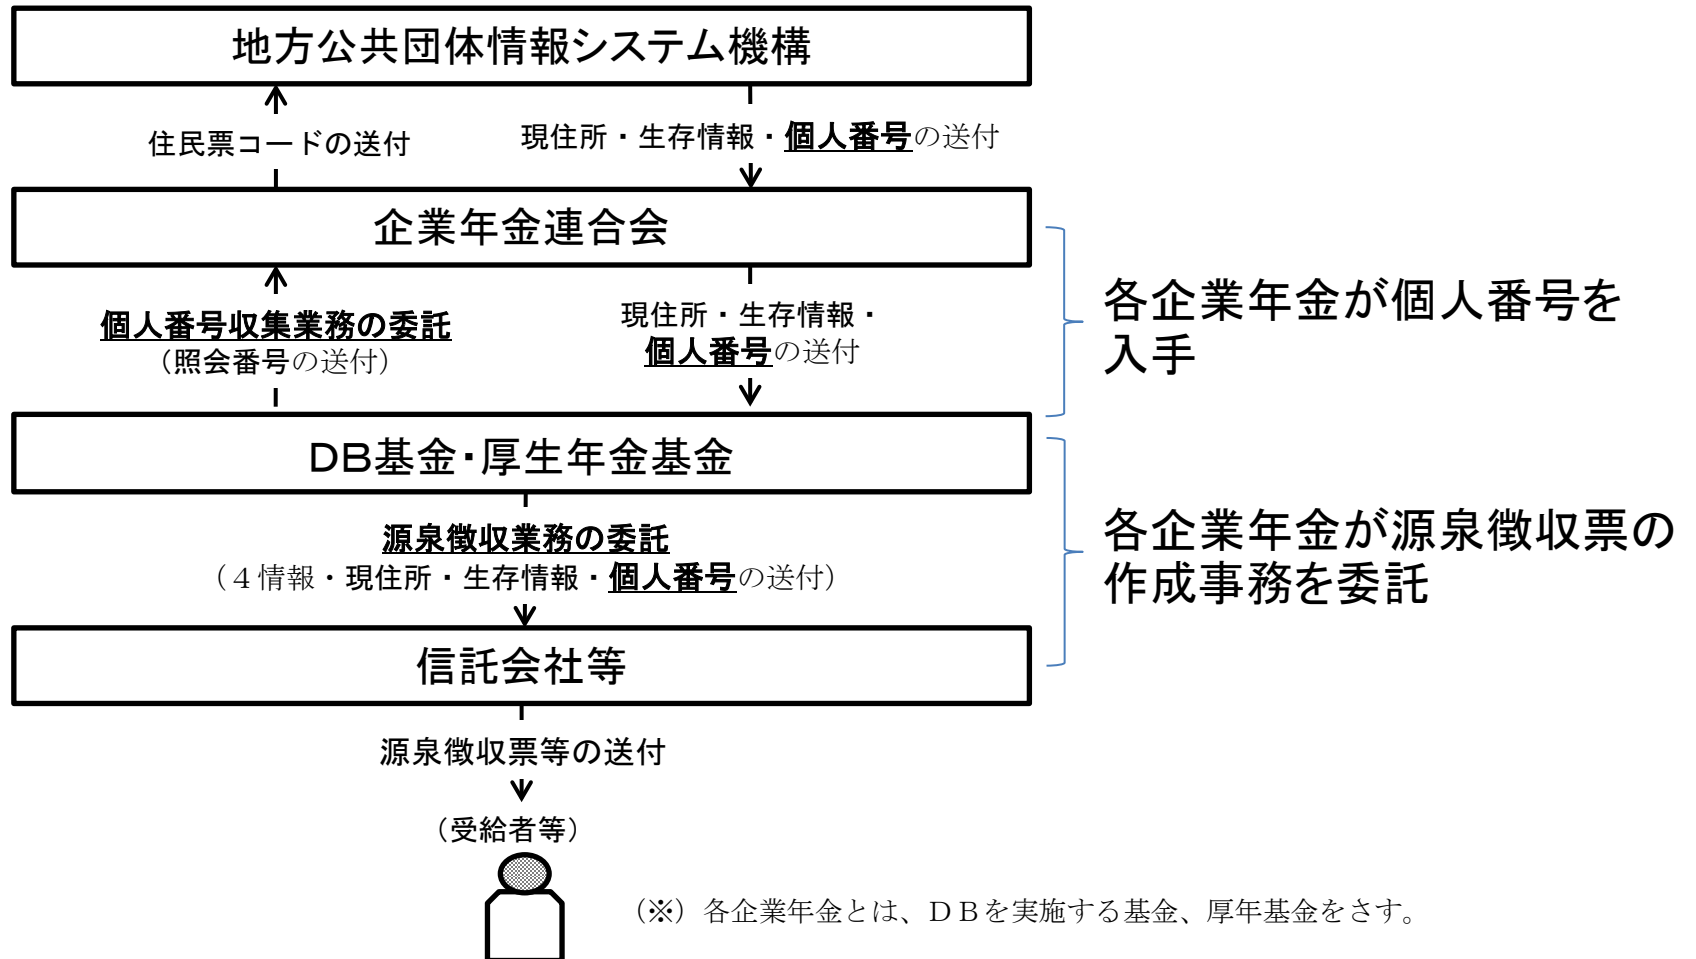 地方公共団体情報システム機構
住民票コードの送付
現住所・生存情報・個人番号の送付
企業年金連合会
個人番号収集業務の委託
（照会番号の送付）
現住所・生存情報・
個人番号の送付
各企業年金が個人番号を
入手
ＤＢ基金・厚生年金基金
源泉徴収業務の委託
（４情報・現住所・生存情報・個人番号の送付）
各企業年金が源泉徴収票の
作成事務を委託
信託会社等
源泉徴収票等の送付
（受給者等）
（※）各企業年金とは、ＤＢを実施する基金、厚年基金をさす。